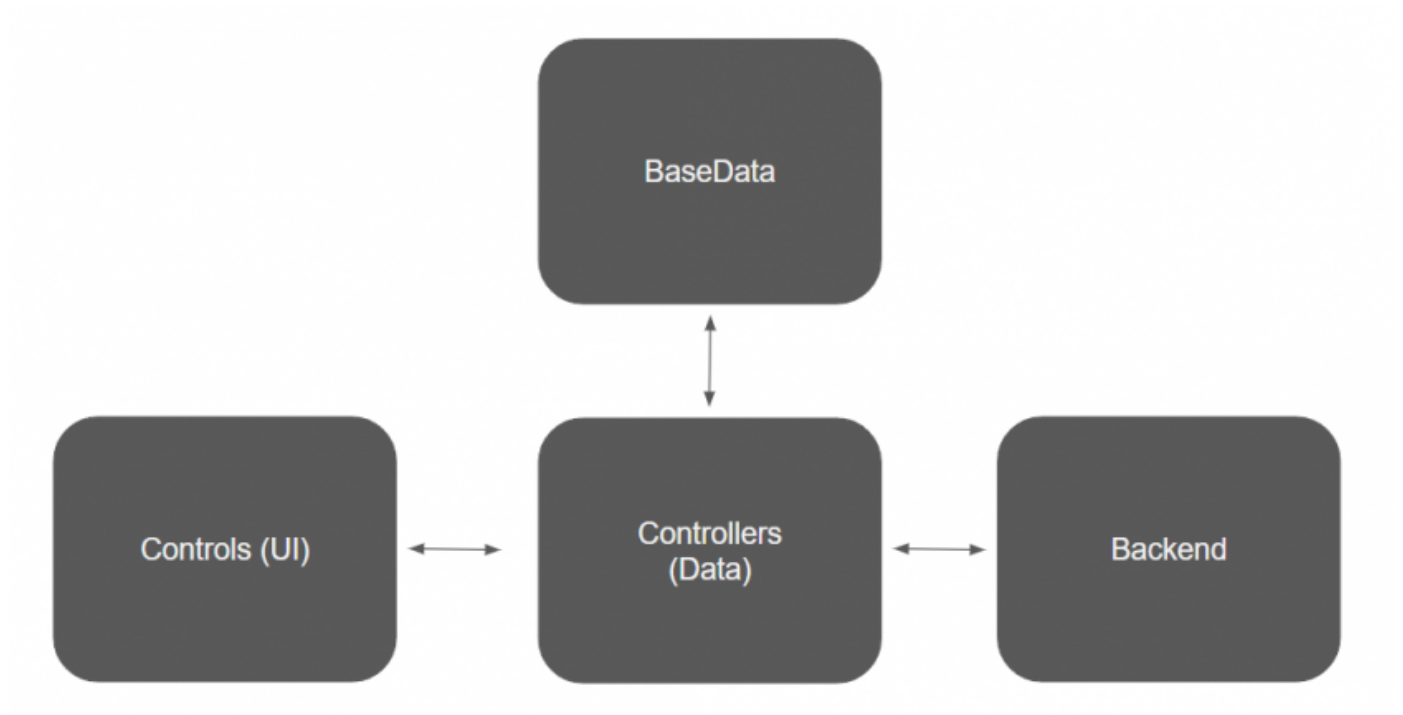 BaseData
Controls (UI)
Controllers
(Data)
Backend